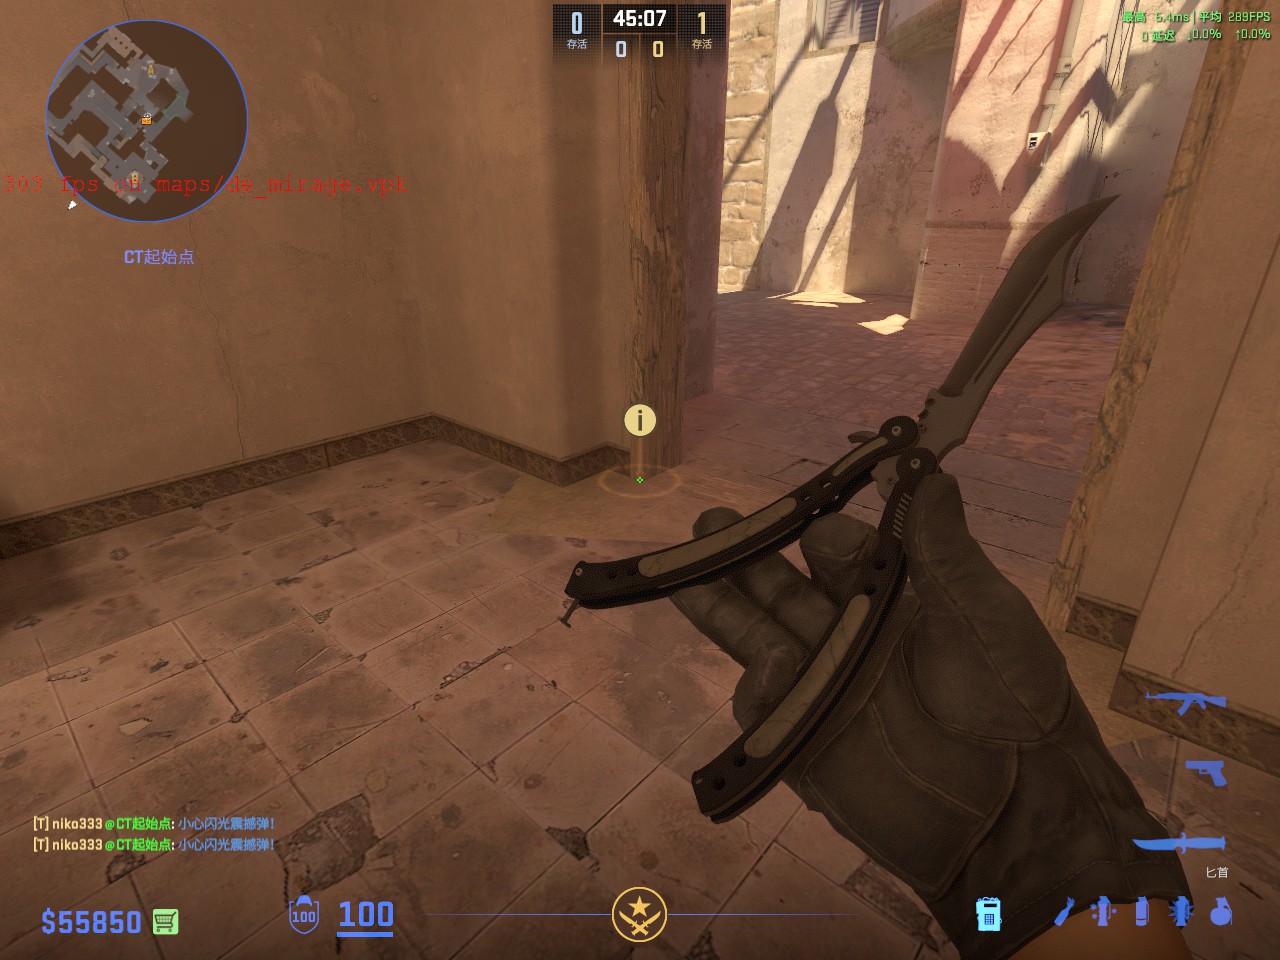 0
存活
45:07
0
0
1
存活
最高 5.4ms | 平均 289FPS
0 延迟 ↓0.0% ↑0.0%
303 fps on maps/de_mirage.vpk
CT起始点
i
[T] niko333@CT起始点: 小心闪光震撼弹!
[T] niko333@CT起始点: 小心闪光震撼弹!
匕首
$55850
100
100